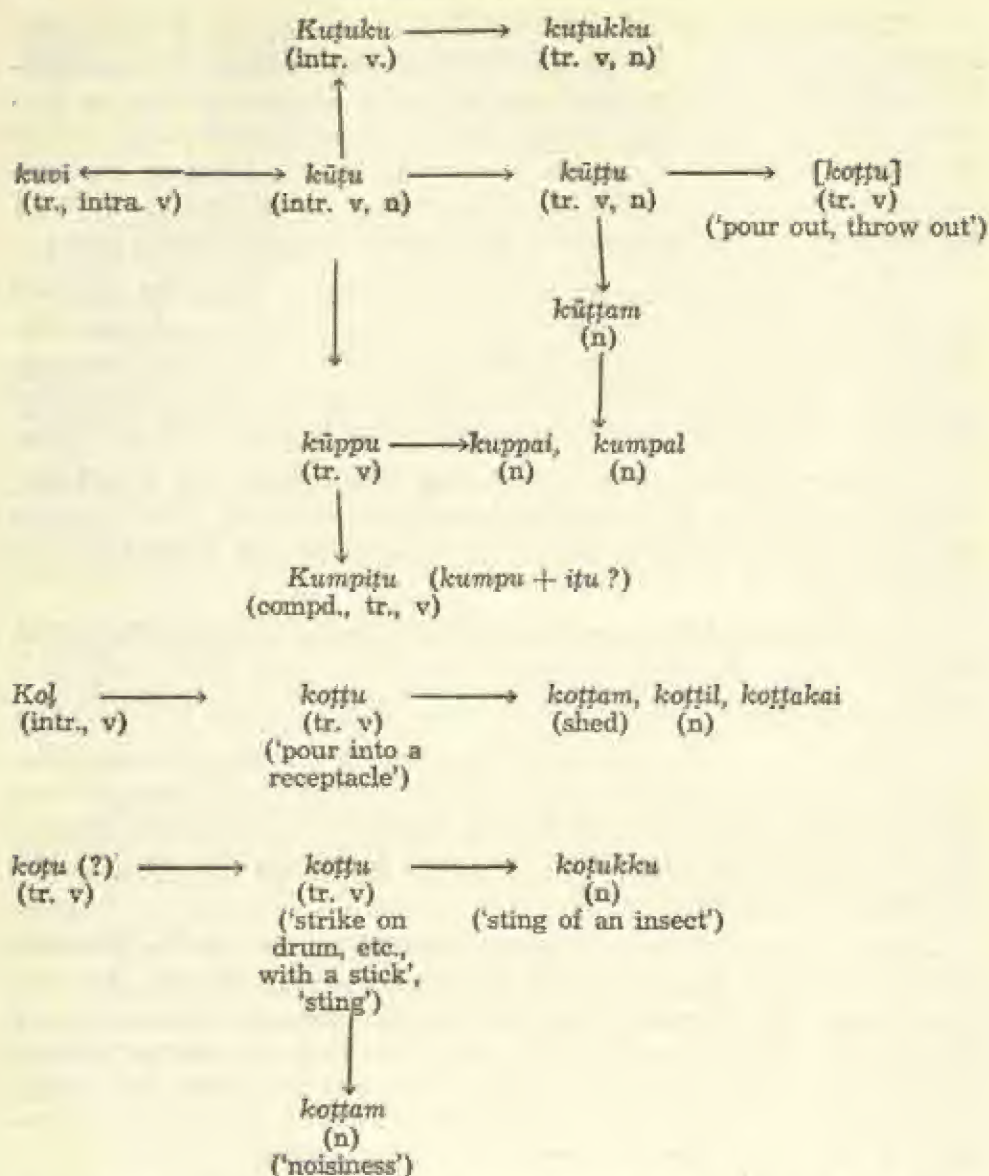 Kuṭuku ⟶ kuṭukku
(intr. v.) (tr. v, n)
kuvi ⟷ kūṭu ⟶ kūṭṭu ⟶ [koṭṭu]
(tr., intra. v) (intr. v, n) (tr. v, n) (tr. v)
('pour out, throw out')
kūṭṭam
(n)
kūppu ⟶ kuppai, kumpal
(tr. v) (n) (n)
Kumpiṭu (kumpu + iṭu ?)
(compd., tr., v)
Koḷ ⟶ koṭṭu ⟶ koṭṭam, koṭṭil, koṭṭakai
(intr., v) (tr. v) (shed) (n)
('pour into a
receptacle')
koṭu (?) ⟶ koṭṭu ⟶ koṭukku
(tr. v) (tr. v) (n)
('strike on ('sting of an insect')
drum, etc.,
with a stick',
'sting')
koṭṭam
(n)
('noisiness')